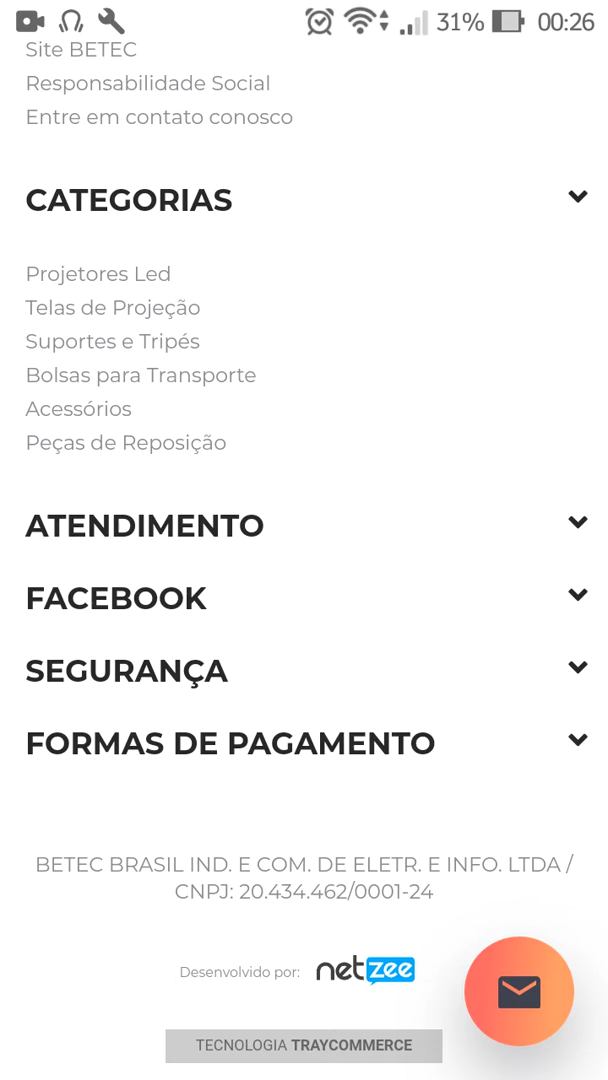 31% 00:26
Site BETEC
Responsabilidade Social
Entre em contato conosco
CATEGORIAS
Projetores Led
Telas de Projeção
Suportes e Tripés
Bolsas para Transporte
Acessórios
Peças de Reposição
ATENDIMENTO
FACEBOOK
SEGURANÇA
FORMAS DE PAGAMENTO
BETEC BRASIL IND. E COM. DE ELETR. E INFO. LTDA /
CNPJ: 20.434.462/0001-24
Desenvolvido por: netzee
TECNOLOGIA TRAYCOMMERCE